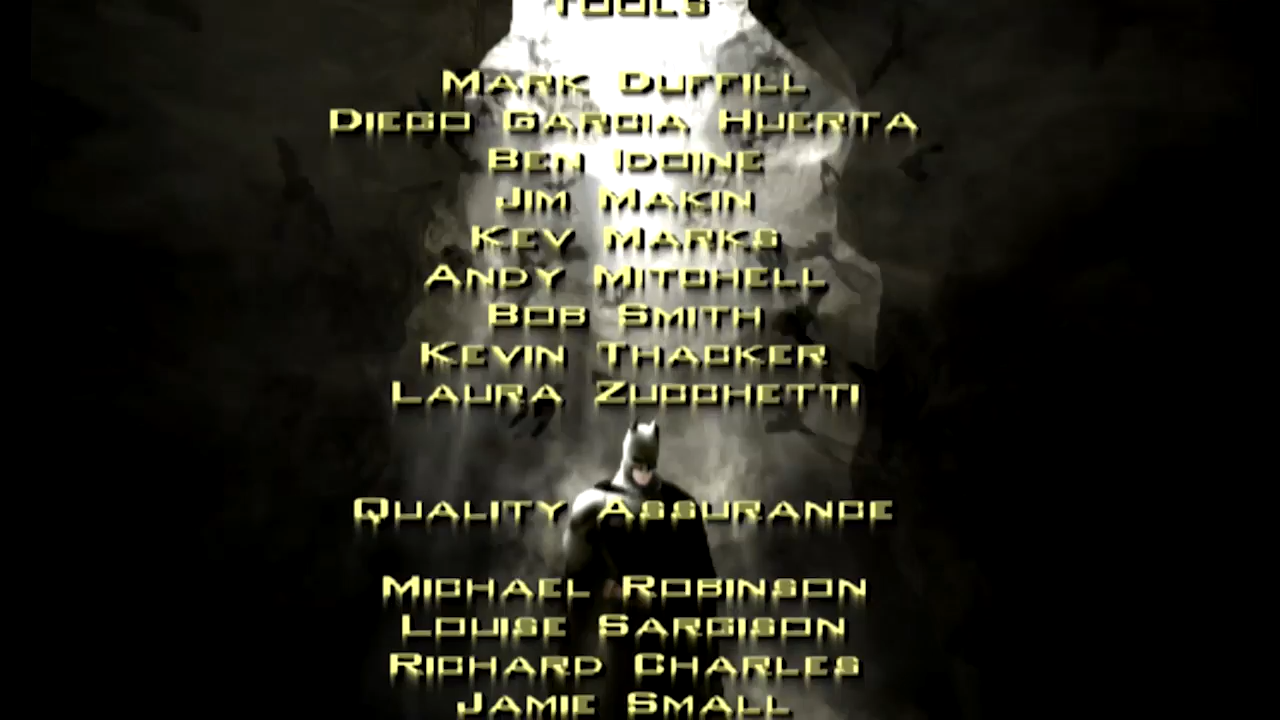 Tools
Mark Duffill
Diego Garcia Huerta
Ben Iddine
Jim Makin
Kev Marks
Andy Mitchell
Bob Smith
Kevin Thacker
Laura Zucchetti
Quality Assurance
Michael Robinson
Louise Sargison
Richard Charles
Jamie Small